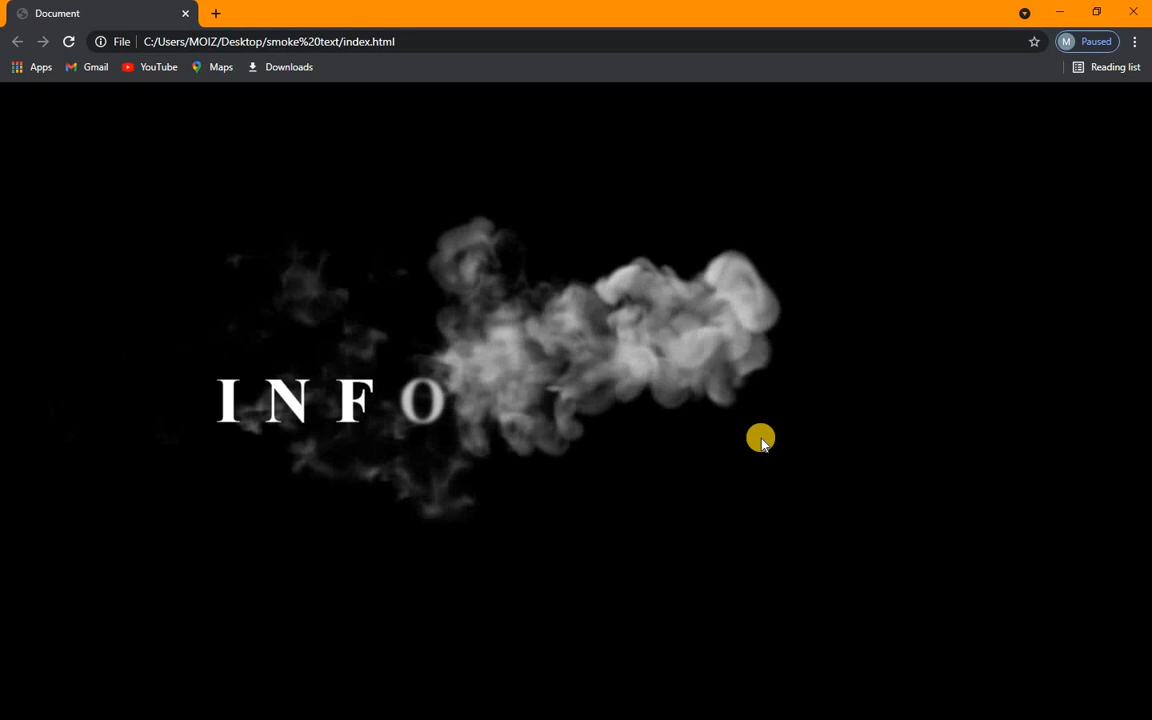 Document
File C:/Users/MOIZ/Desktop/smoke%20text/index.html
M Paused
Apps Gmail YouTube Maps Downloads Reading list
I N F O